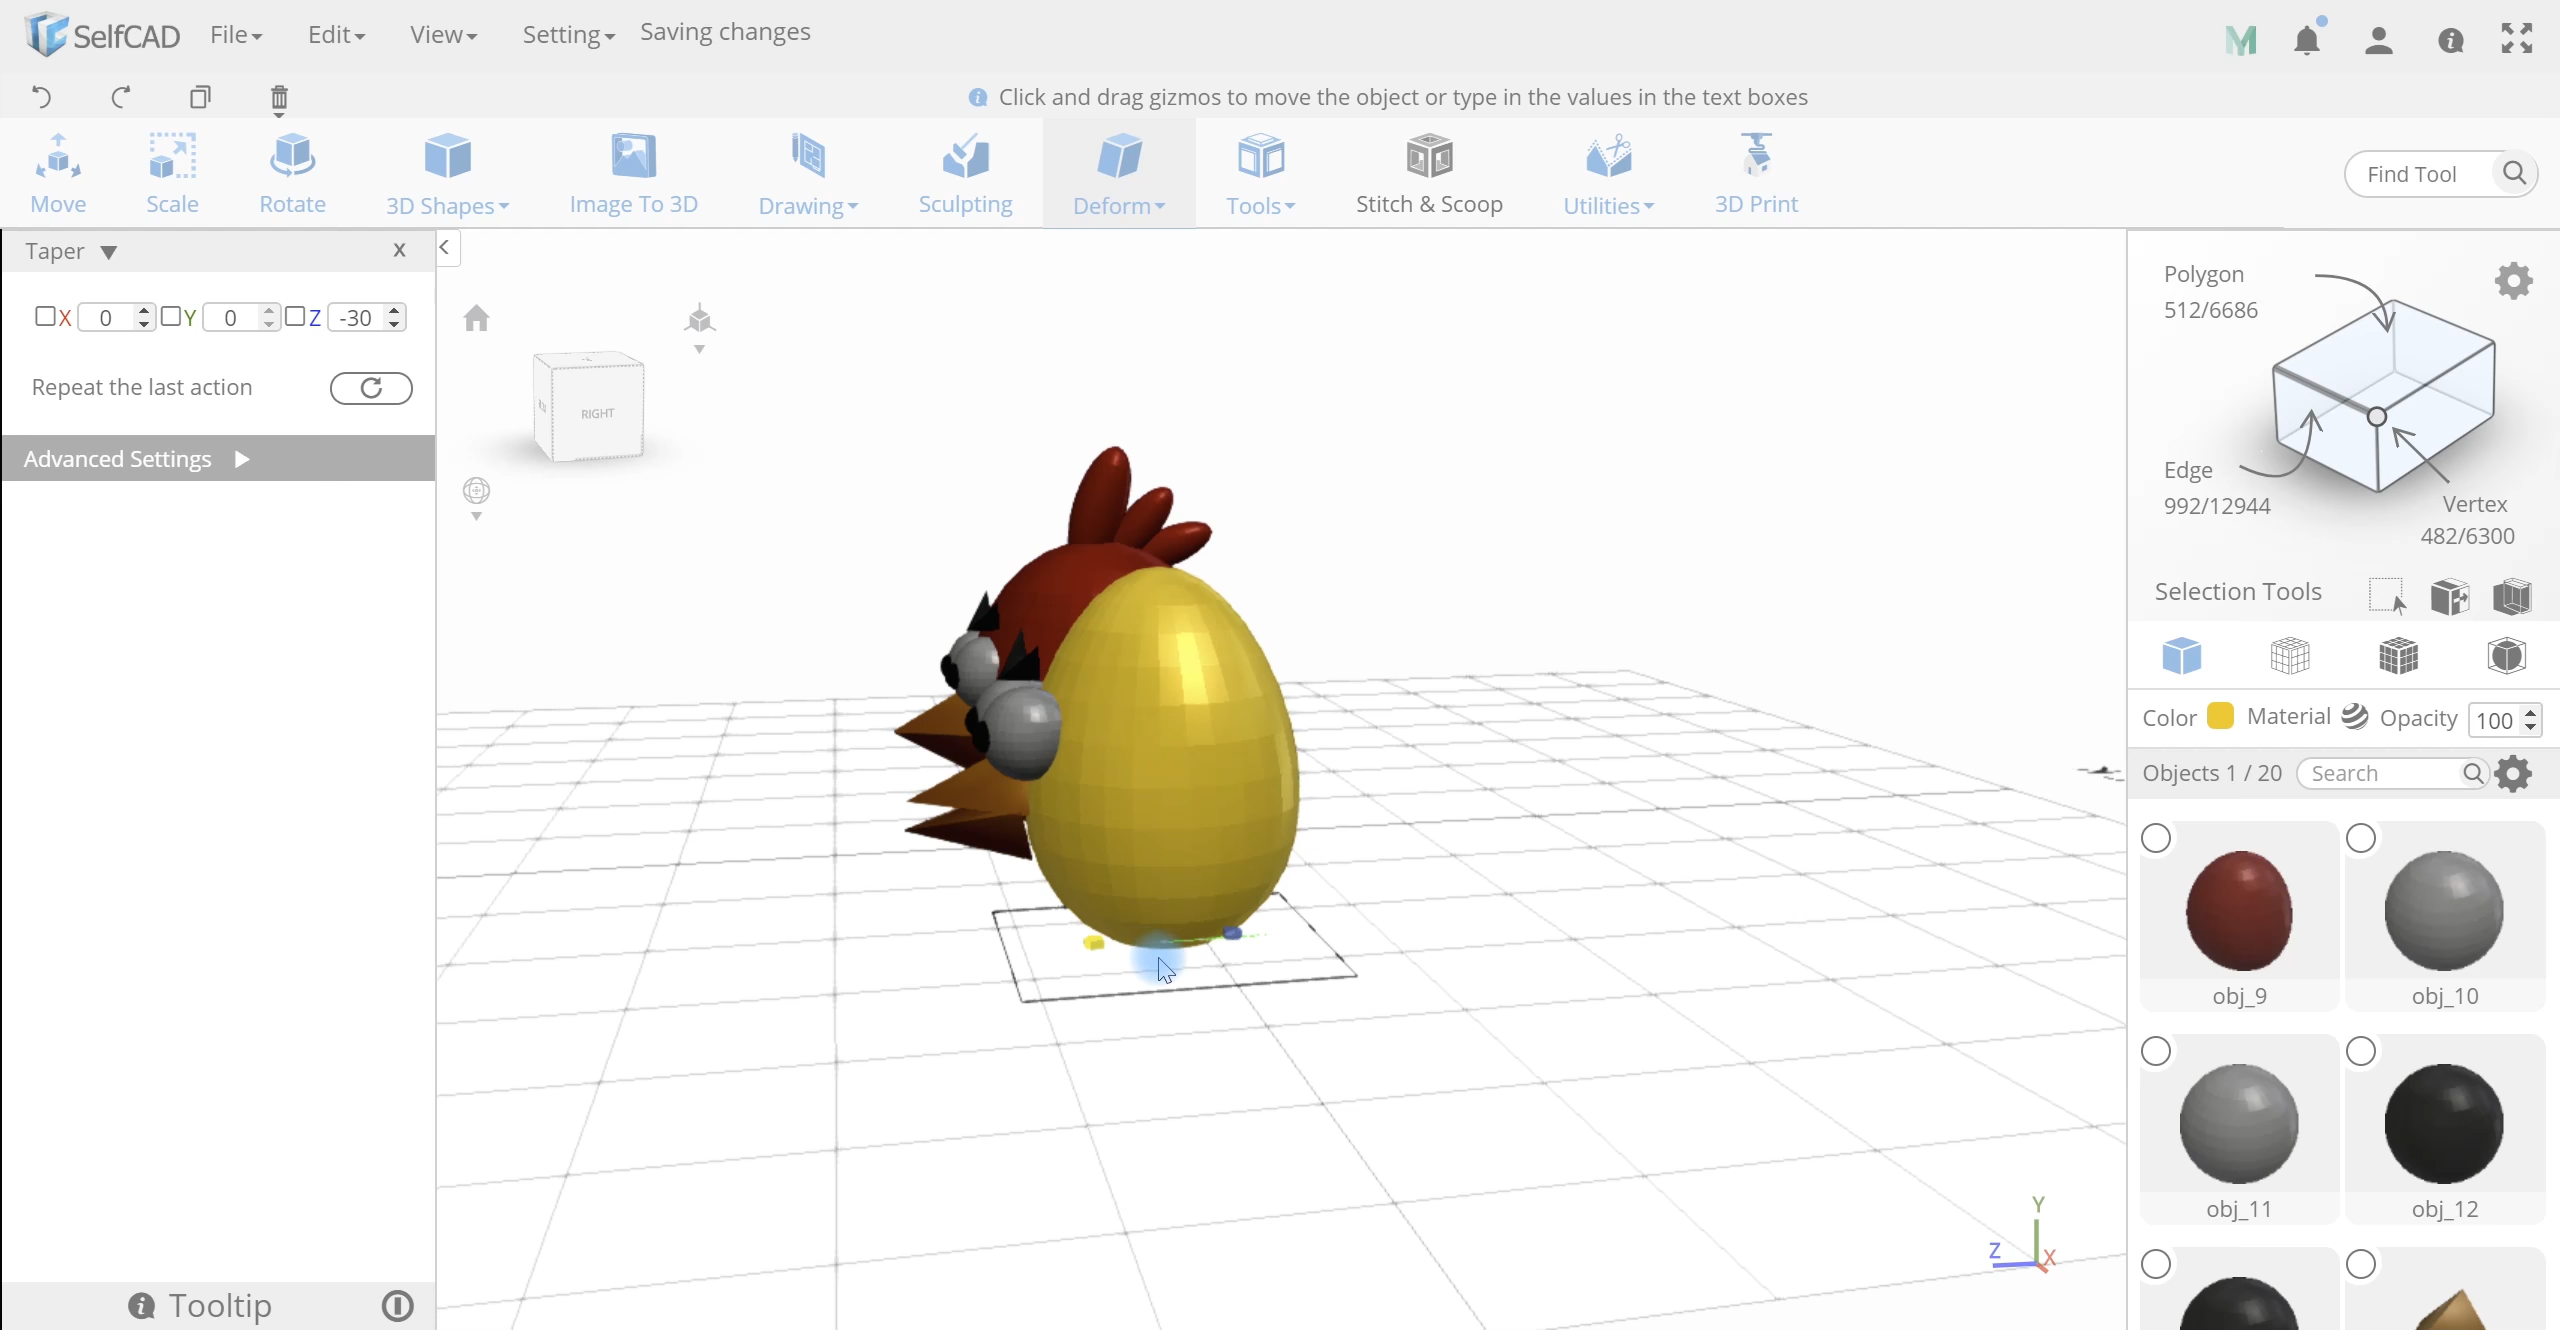 SelfCAD File Edit View Setting Saving changes
Click and drag gizmos to move the object or type in the values in the text boxes
Move Scale Rotate 3D Shapes Image To 3D Drawing Sculpting Deform Tools Stitch & Scoop Utilities 3D Print Find Tool
Taper x
X 0 Y 0 Z -30
Repeat the last action
Advanced Settings
RIGHT
Polygon
512/6686
Edge
992/12944
Vertex
482/6300
Selection Tools
Color Material Opacity 100
Objects 1 / 20 Search
obj_9 obj_10
obj_11 obj_12
Y
Z X
Tooltip